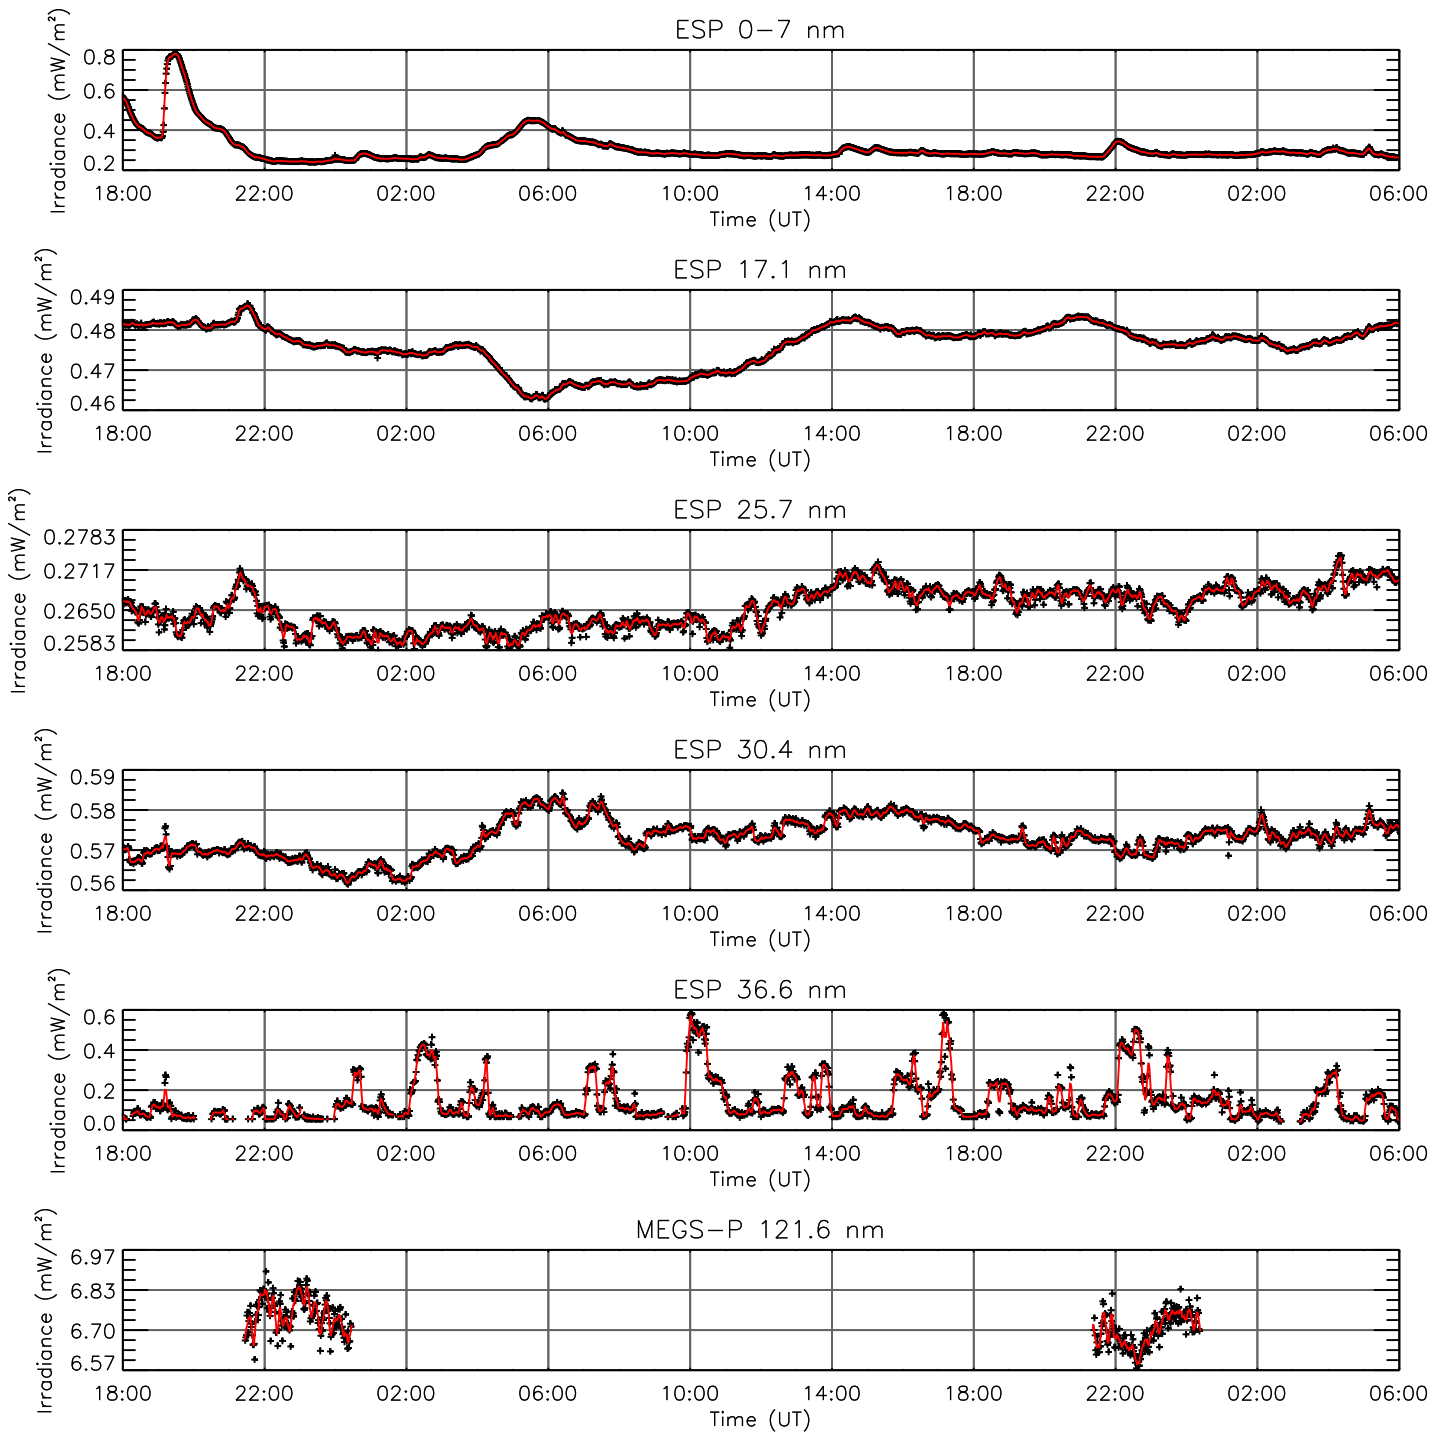 ESP 0-7 nm
Irradiance (mW/m²)
0.8
0.6
0.4
0.2
18:00 22:00 02:00 06:00 10:00 14:00 18:00 22:00 02:00 06:00
Time (UT)
ESP 17.1 nm
Irradiance (mW/m²)
0.49
0.48
0.47
0.46
18:00 22:00 02:00 06:00 10:00 14:00 18:00 22:00 02:00 06:00
Time (UT)
ESP 25.7 nm
Irradiance (mW/m²)
0.2783
0.2717
0.2650
0.2583
18:00 22:00 02:00 06:00 10:00 14:00 18:00 22:00 02:00 06:00
Time (UT)
ESP 30.4 nm
Irradiance (mW/m²)
0.59
0.58
0.57
0.56
18:00 22:00 02:00 06:00 10:00 14:00 18:00 22:00 02:00 06:00
Time (UT)
ESP 36.6 nm
Irradiance (mW/m²)
0.6
0.4
0.2
0.0
18:00 22:00 02:00 06:00 10:00 14:00 18:00 22:00 02:00 06:00
Time (UT)
MEGS-P 121.6 nm
Irradiance (mW/m²)
6.97
6.83
6.70
6.57
18:00 22:00 02:00 06:00 10:00 14:00 18:00 22:00 02:00 06:00
Time (UT)